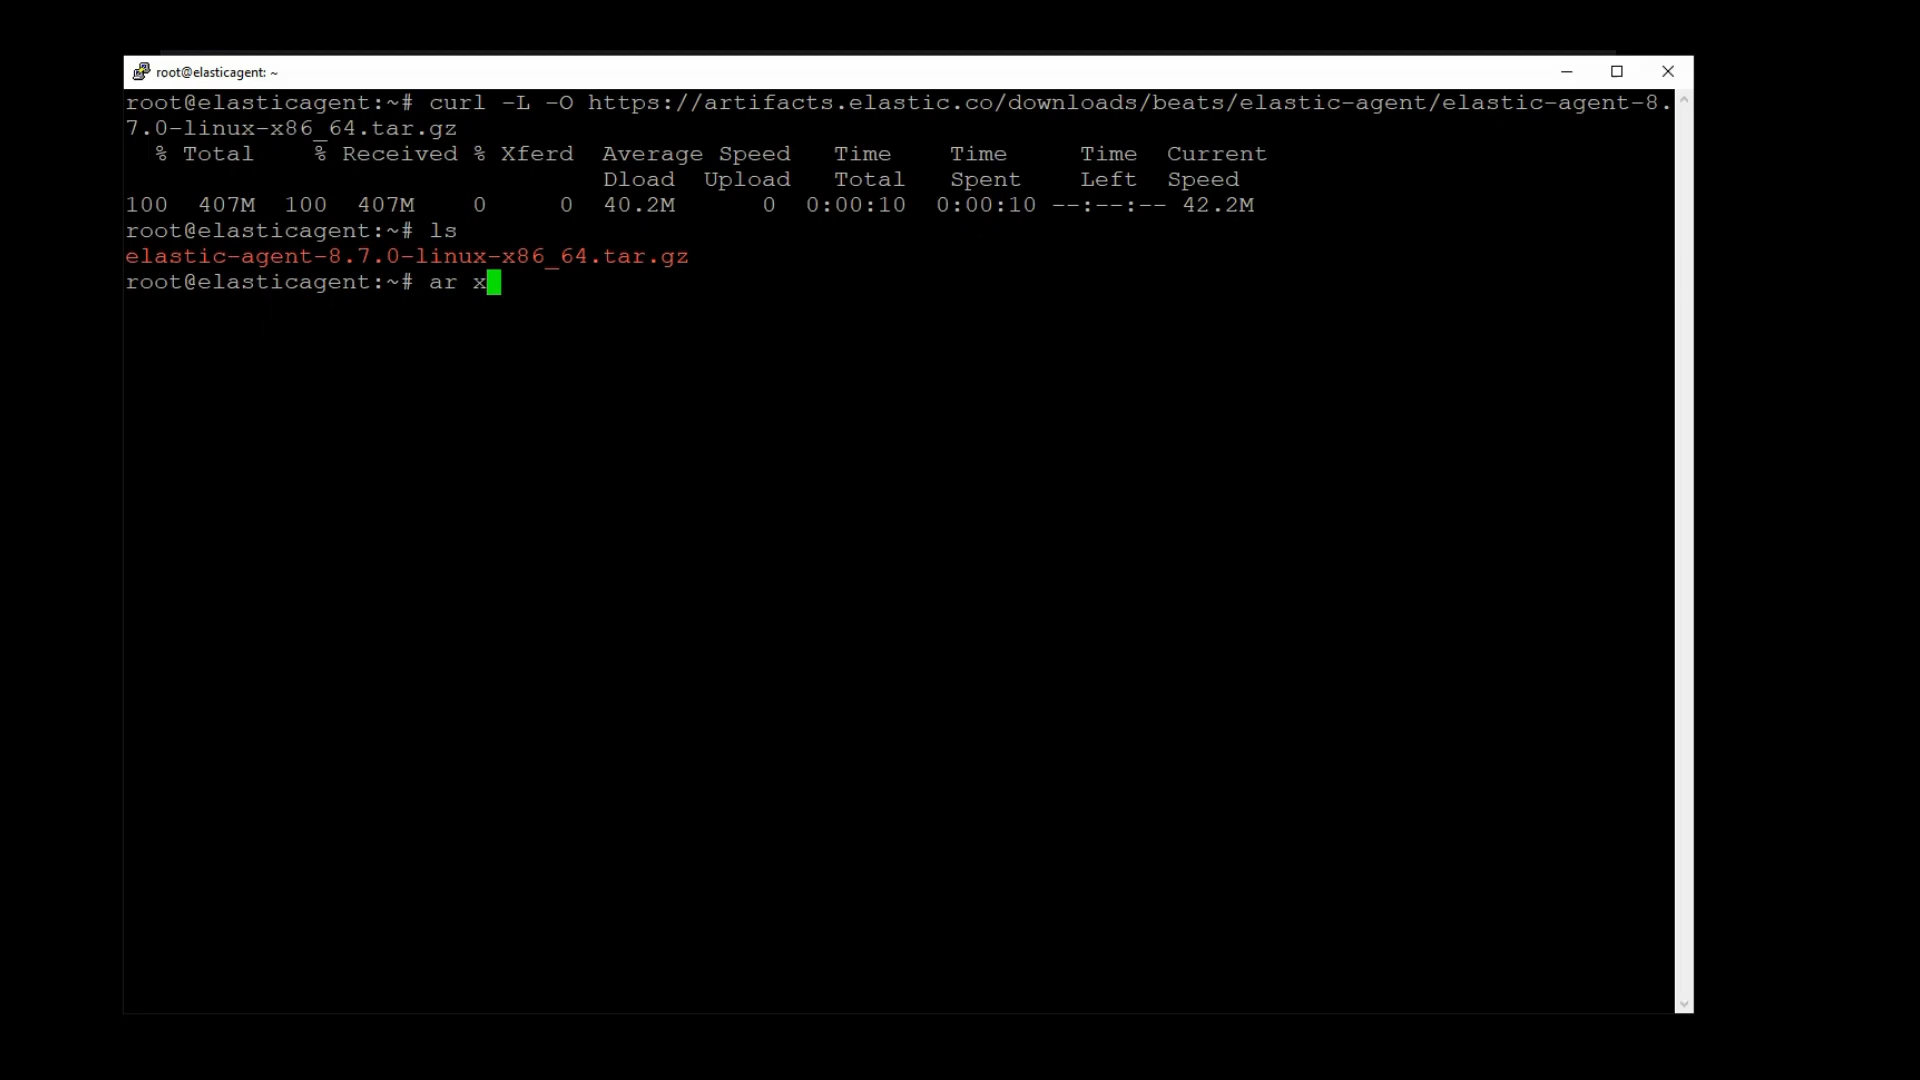 root@elasticagent: ~
root@elasticagent:~# curl -L -O https://artifacts.elastic.co/downloads/beats/elastic-agent/elastic-agent-8.
7.0-linux-x86_64.tar.gz
  % Total    % Received % Xferd  Average Speed   Time    Time     Time  Current
                                 Dload  Upload   Total   Spent    Left  Speed
100  407M  100  407M    0      0  40.2M      0  0:00:10  0:00:10 --:--:-- 42.2M
root@elasticagent:~# ls
elastic-agent-8.7.0-linux-x86_64.tar.gz
root@elasticagent:~# ar x